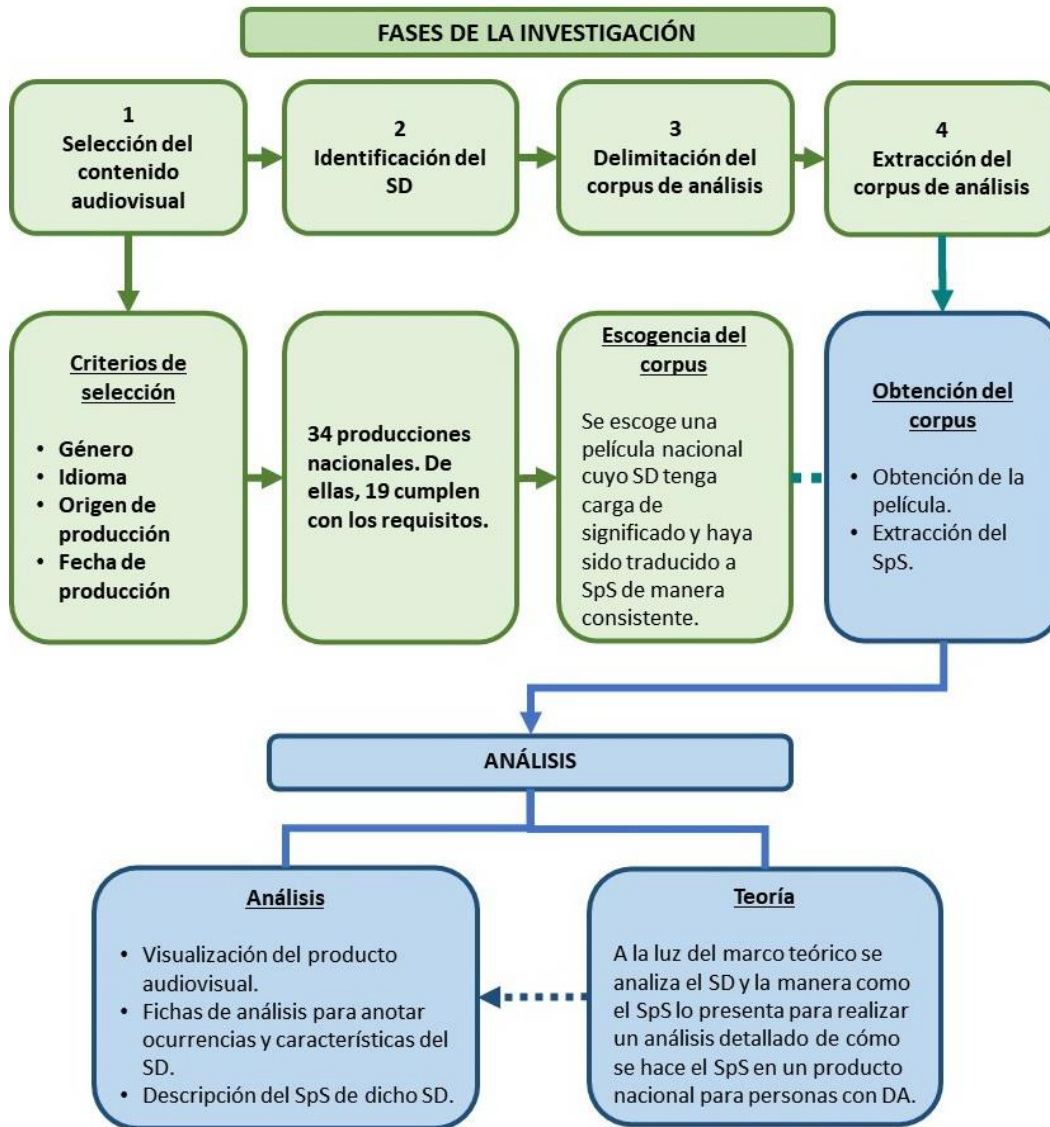 FASES DE LA INVESTIGACIÓN
1
Selección del
contenido
audiovisual
2
Identificación del
SD
3
Delimitación del
corpus de análisis
4
Extracción del
corpus de análisis
Criterios de
selección
• Género
• Idioma
• Origen de
producción
• Fecha de
producción
34 producciones
nacionales. De
ellas, 19 cumplen
con los requisitos.
Escogencia del
corpus
Se escoge una
película nacional
cuyo SD tenga
carga de
significado y haya
sido traducido a
SpS de manera
consistente.
Obtención del
corpus
• Obtención de la
película.
• Extracción del
SpS.
ANÁLISIS
Análisis
• Visualización del producto
audiovisual.
• Fichas de análisis para anotar
ocurrencias y características del
SD.
• Descripción del SpS de dicho SD.
Teoría
A la luz del marco teórico se
analiza el SD y la manera como
el SpS lo presenta para realizar
un análisis detallado de cómo
se hace el SpS en un producto
nacional para personas con DA.